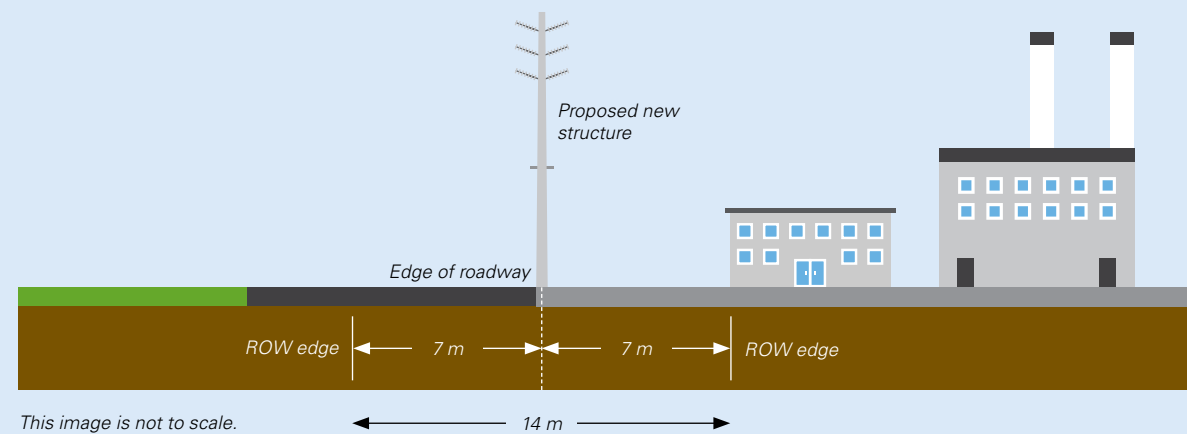 Proposed new
structure
Edge of roadway
ROW edge
7 m
7 m
ROW edge
This image is not to scale.
14 m